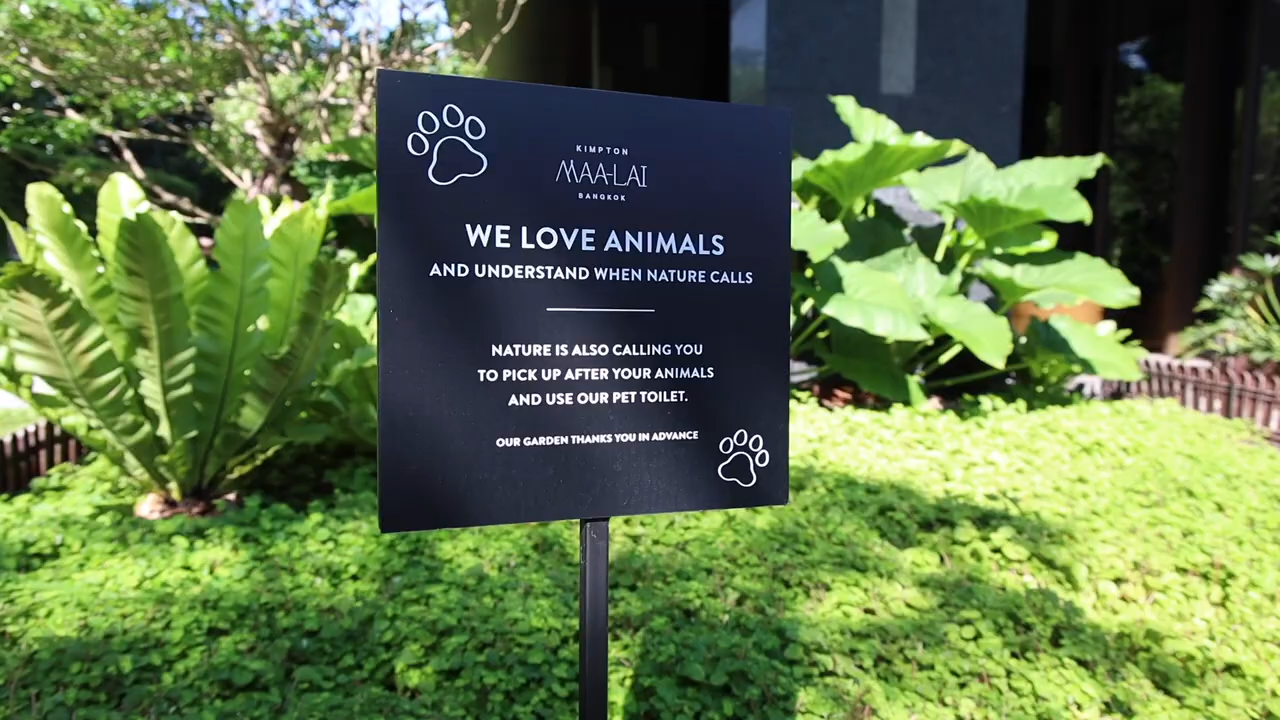 KIMPTON
MAA-LAI
BANGKOK
WE LOVE ANIMALS
AND UNDERSTAND WHEN NATURE CALLS
NATURE IS ALSO CALLING YOU
TO PICK UP AFTER YOUR ANIMALS
AND USE OUR PET TOILET.
OUR GARDEN THANKS YOU IN ADVANCE